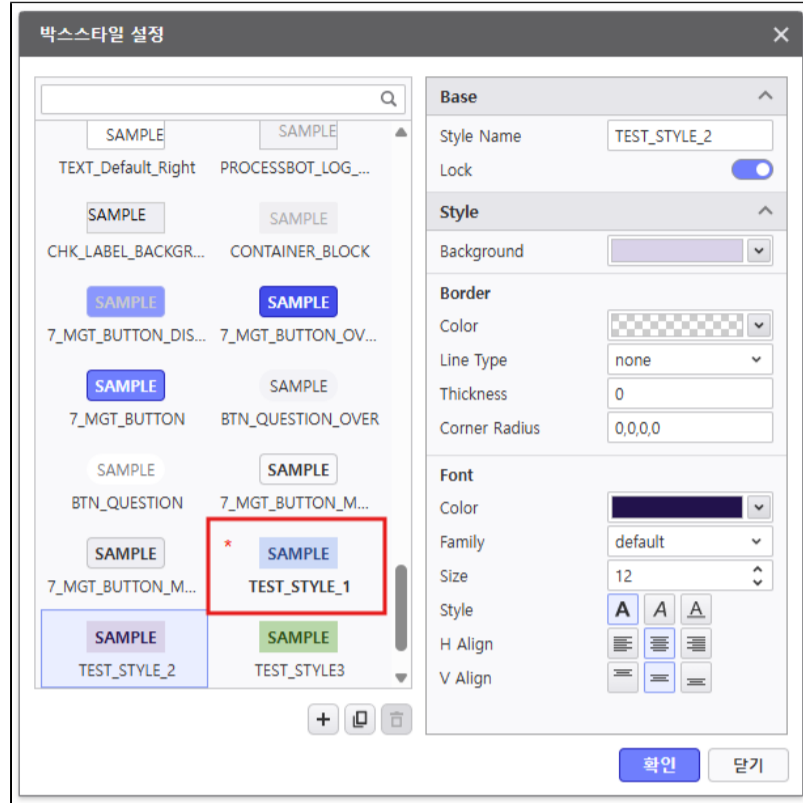 박스스타일 설정
SAMPLE SAMPLE
TEXT_Default_Right PROCESSBOT_LOG_...
SAMPLE SAMPLE
CHK_LABEL_BACKGR... CONTAINER_BLOCK
SAMPLE SAMPLE
7_MGT_BUTTON_DIS... 7_MGT_BUTTON_OV...
SAMPLE SAMPLE
7_MGT_BUTTON BTN_QUESTION_OVER
SAMPLE SAMPLE
BTN_QUESTION 7_MGT_BUTTON_M...
SAMPLE * SAMPLE
7_MGT_BUTTON_M... TEST_STYLE_1
SAMPLE SAMPLE
TEST_STYLE_2 TEST_STYLE3
Base
Style Name TEST_STYLE_2
Lock
Style
Background
Border
Color
Line Type none
Thickness 0
Corner Radius 0,0,0,0
Font
Color
Family default
Size 12
Style A A A
H Align
V Align
확인 닫기